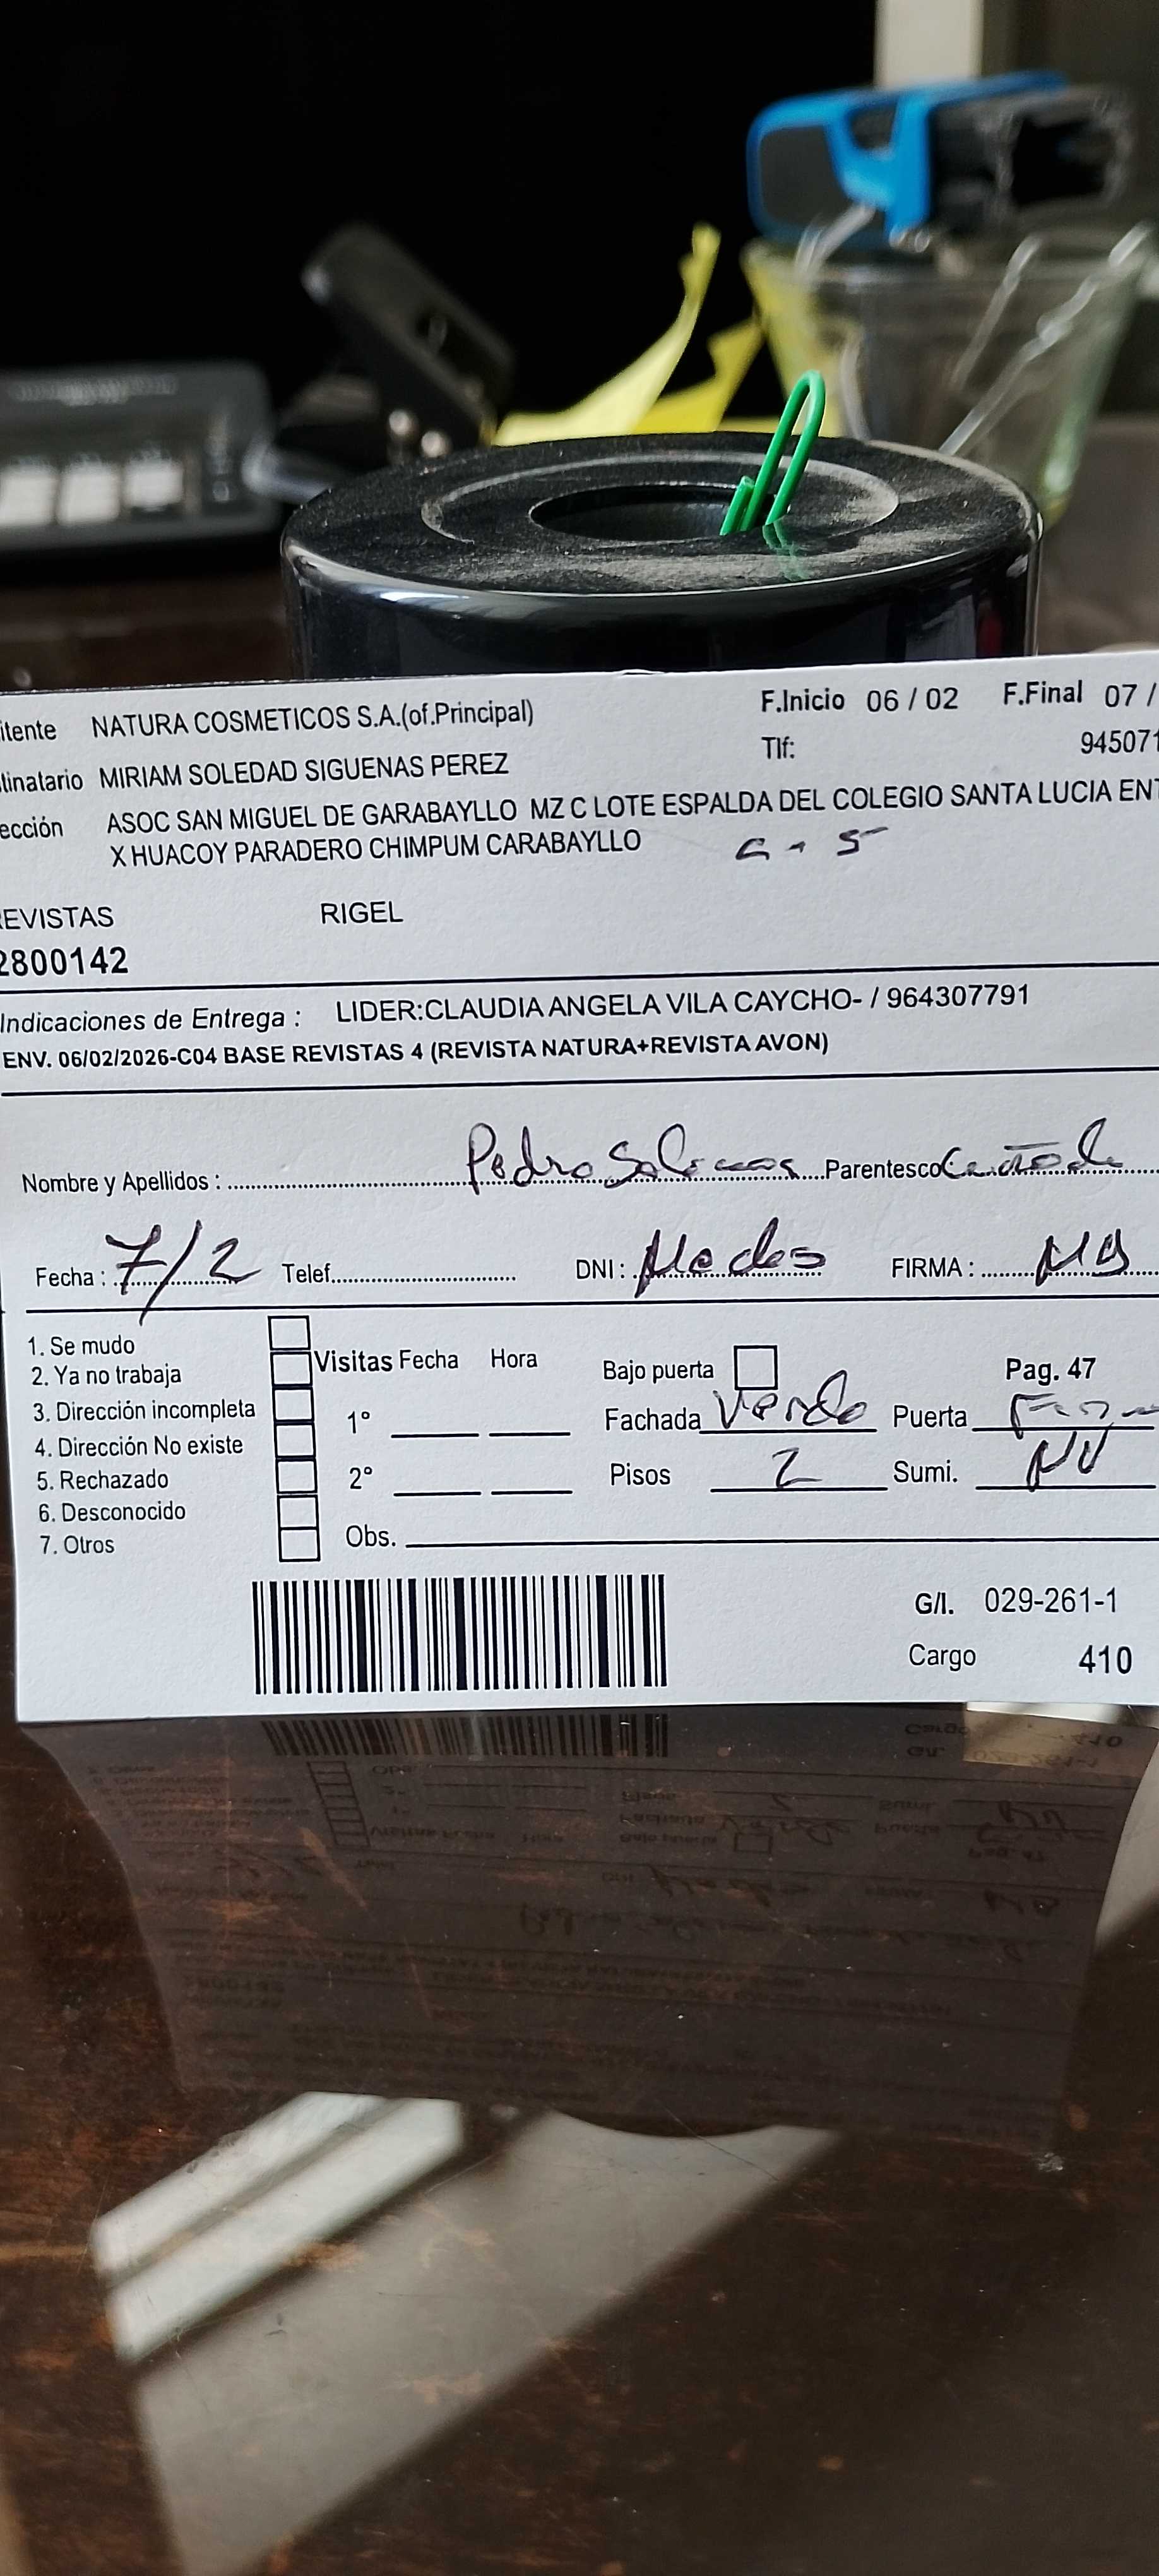 itente NATURA COSMETICOS S.A.(of.Principal) F.Inicio 06 / 02 F.Final 07 /
Tlf: 945071
linatario MIRIAM SOLEDAD SIGUENAS PEREZ
ección ASOC SAN MIGUEL DE GARABAYLLO MZ C LOTE ESPALDA DEL COLEGIO SANTA LUCIA ENT
X HUACOY PARADERO CHIMPUM CARABAYLLO
EVISTAS RIGEL
2800142
Indicaciones de Entrega : LIDER:CLAUDIA ANGELA VILA CAYCHO- / 964307791
ENV. 06/02/2026-C04 BASE REVISTAS 4 (REVISTA NATURA+REVISTA AVON)
Nombre y Apellidos : Pedro Parentesco
Fecha : 7/2 Telef. DNI : FIRMA :
1. Se mudo
2. Ya no trabaja
3. Dirección incompleta
4. Dirección No existe
5. Rechazado
6. Desconocido
7. Otros
Visitas Fecha Hora
1°
2°
Obs.
Bajo puerta Pag. 47
Fachada Verde Puerta
Pisos 2 Sumi.
G/I. 029-261-1
Cargo 410